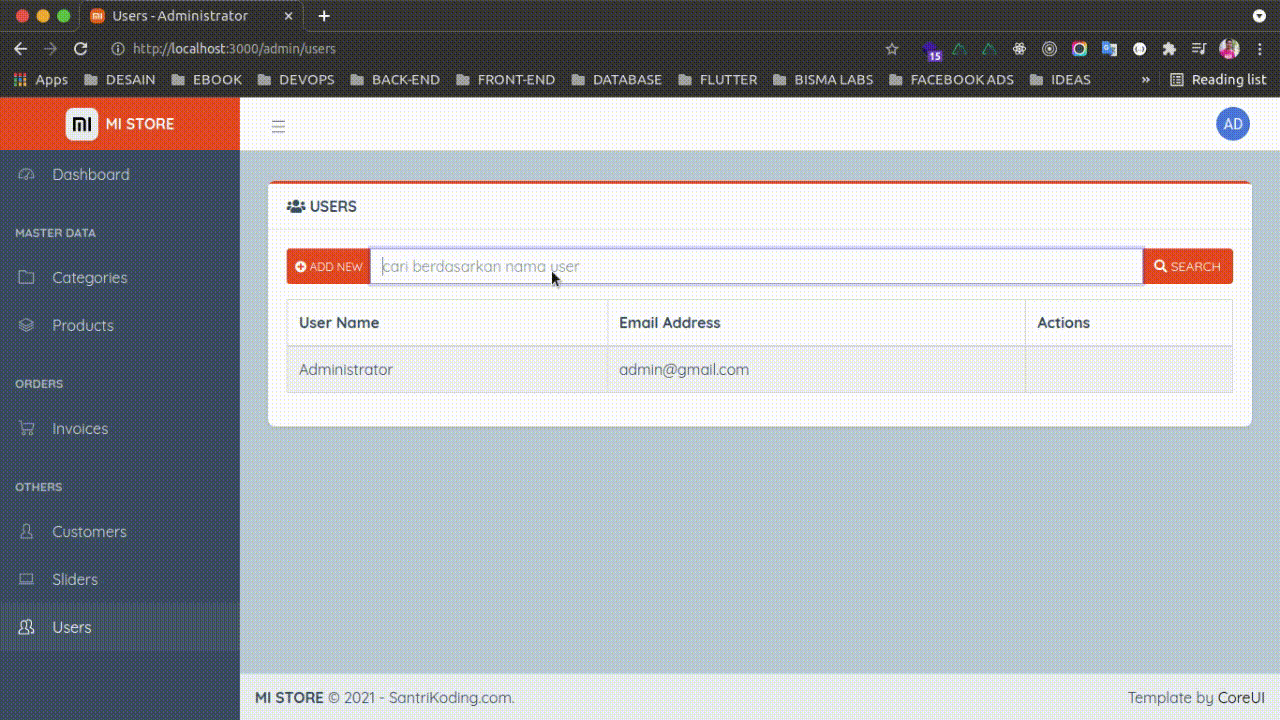 Users - Administrator
http://localhost:3000/admin/users
15
Apps DESAIN EBOOK DEVOPS BACK-END FRONT-END DATABASE FLUTTER BISMA LABS FACEBOOK ADS IDEAS » Reading list
MI STORE
AD
Dashboard
MASTER DATA
Categories
Products
ORDERS
Invoices
OTHERS
Customers
Sliders
Users
USERS
ADD NEW cari berdasarkan nama user SEARCH
User Name Email Address Actions
Administrator admin@gmail.com
MI STORE © 2021 - SantriKoding.com. Template by CoreUI